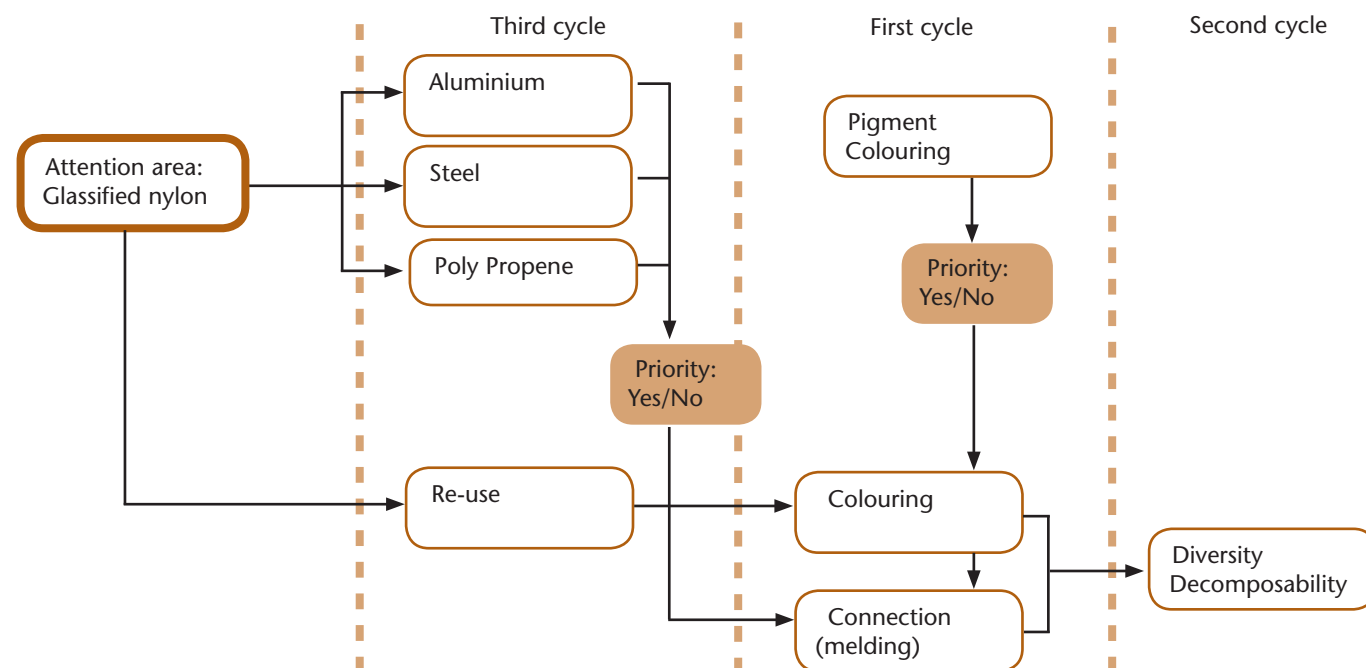 Third cycle
First cycle
Second cycle
Aluminium
Pigment
Colouring
Attention area:
Glassified nylon
Steel
Poly Propene
Priority:
Yes/No
Priority:
Yes/No
Re-use
Colouring
Diversity
Decomposability
Connection
(melding)